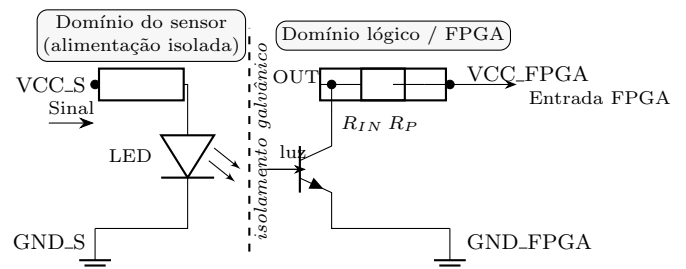 Domínio do sensor
(alimentação isolada)
Domínio lógico / FPGA
VCC_S
OUT
VCC_FPGA
Entrada FPGA
Sinal
R_IN R_P
LED
luz
isolamento galvânico
GND_S
GND_FPGA